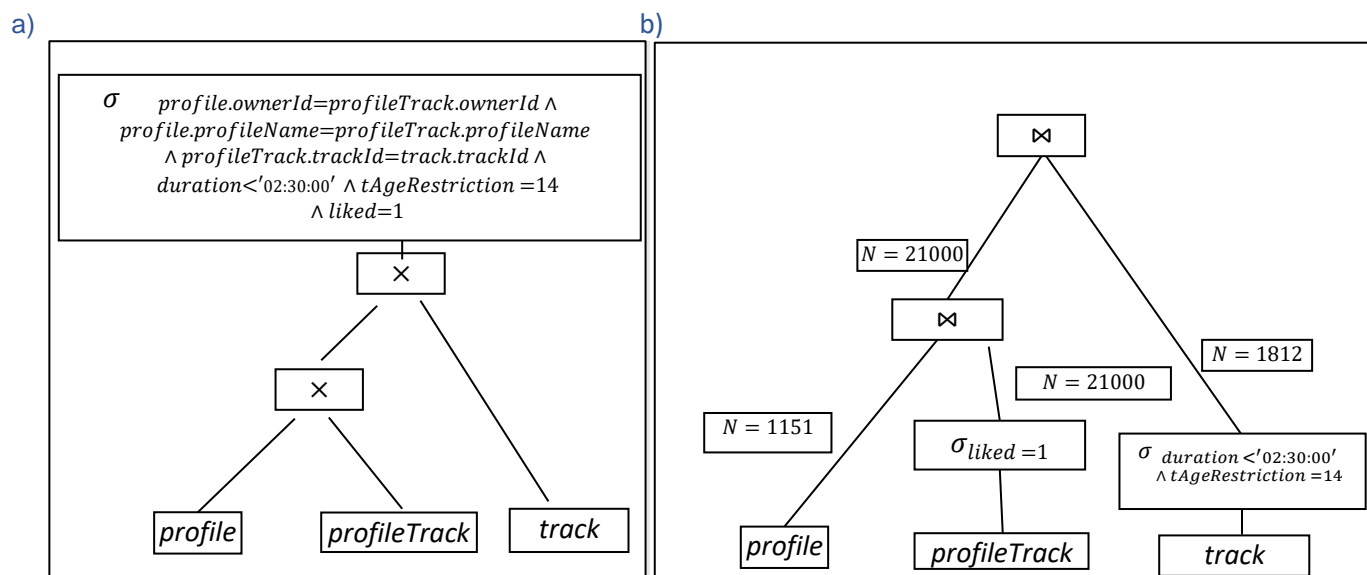 a)
σ profile.ownerId=profileTrack.ownerId ∧
profile.profileName=profileTrack.profileName
∧ profileTrack.trackId=track.trackId ∧
duration<'02:30:00' ∧ tAgeRestriction =14
∧ liked=1
×
×
profile
profileTrack
track
b)
⋈
N = 21000
⋈
N = 1812
N = 21000
N = 1151
σ liked =1
σ duration <'02:30:00'
∧ tAgeRestriction =14
profile
profileTrack
track